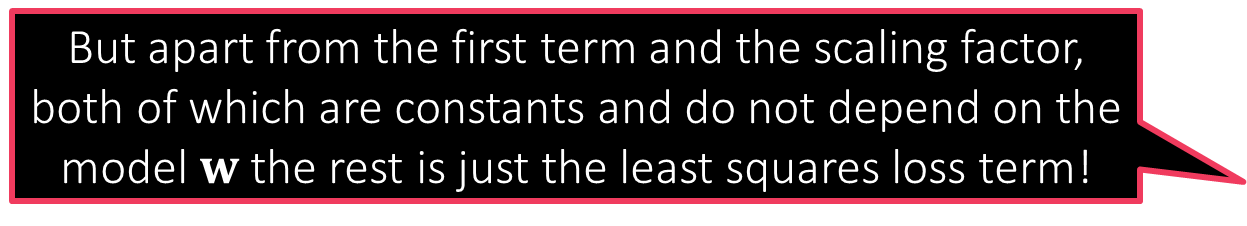 But apart from the first term and the scaling factor,
both of which are constants and do not depend on the
model w the rest is just the least squares loss term!